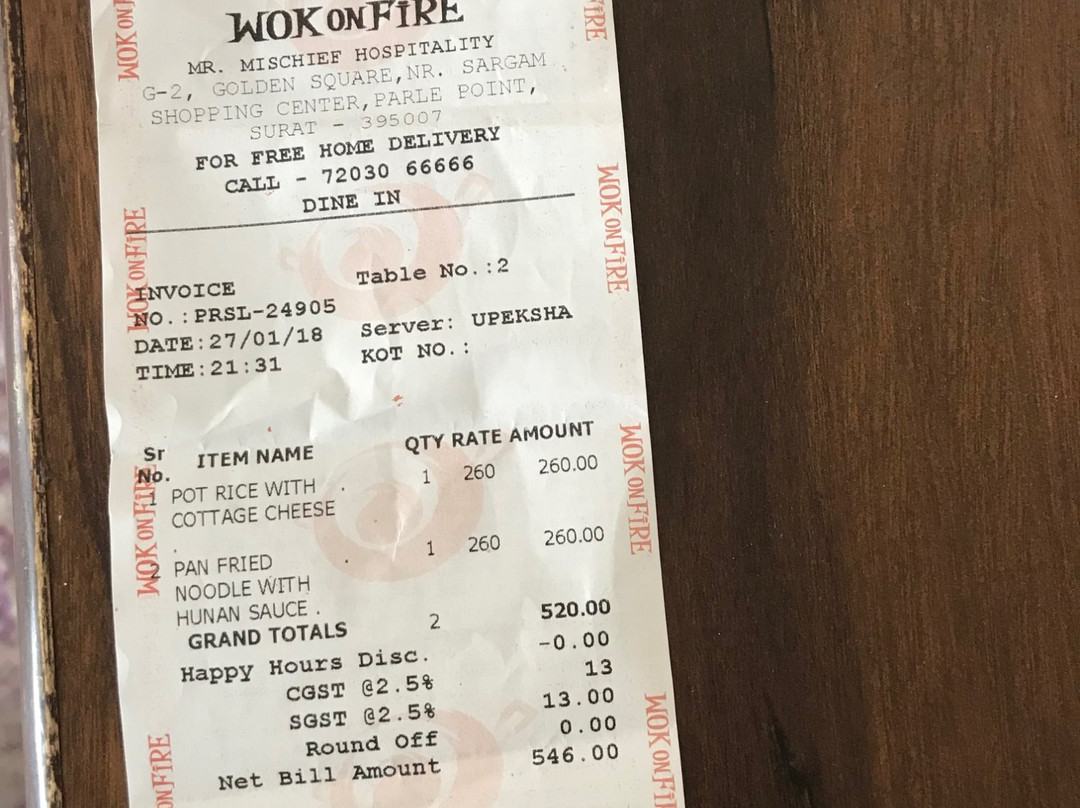 WOK ON FIRE
MR. MISCHIEF HOSPITALITY
G-2, GOLDEN SQUARE,NR. SARGAM
SHOPPING CENTER,PARLE POINT,
SURAT - 395007
FOR FREE HOME DELIVERY
CALL - 72030 66666
DINE IN
INVOICE
NO.:PRSL-24905
DATE:27/01/18
TIME:21:31
Table No.:2
Server: UPEKSHA
KOT NO.:
Sr No. ITEM NAME QTY RATE AMOUNT
1 POT RICE WITH . 1 260 260.00
COTTAGE CHEESE
.
2 PAN FRIED . 1 260 260.00
NOODLE WITH
HUNAN SAUCE .
GRAND TOTALS 2 520.00
Happy Hours Disc. -0.00
CGST @2.5% 13
SGST @2.5% 13.00
Round Off 0.00
Net Bill Amount 546.00
WOK ON FIRE
WOK ON FIRE
WOK ON FIRE
ON FIRE
FIRE
WOK ON FIRE
WOK ON FIRE
WOK ON FIRE